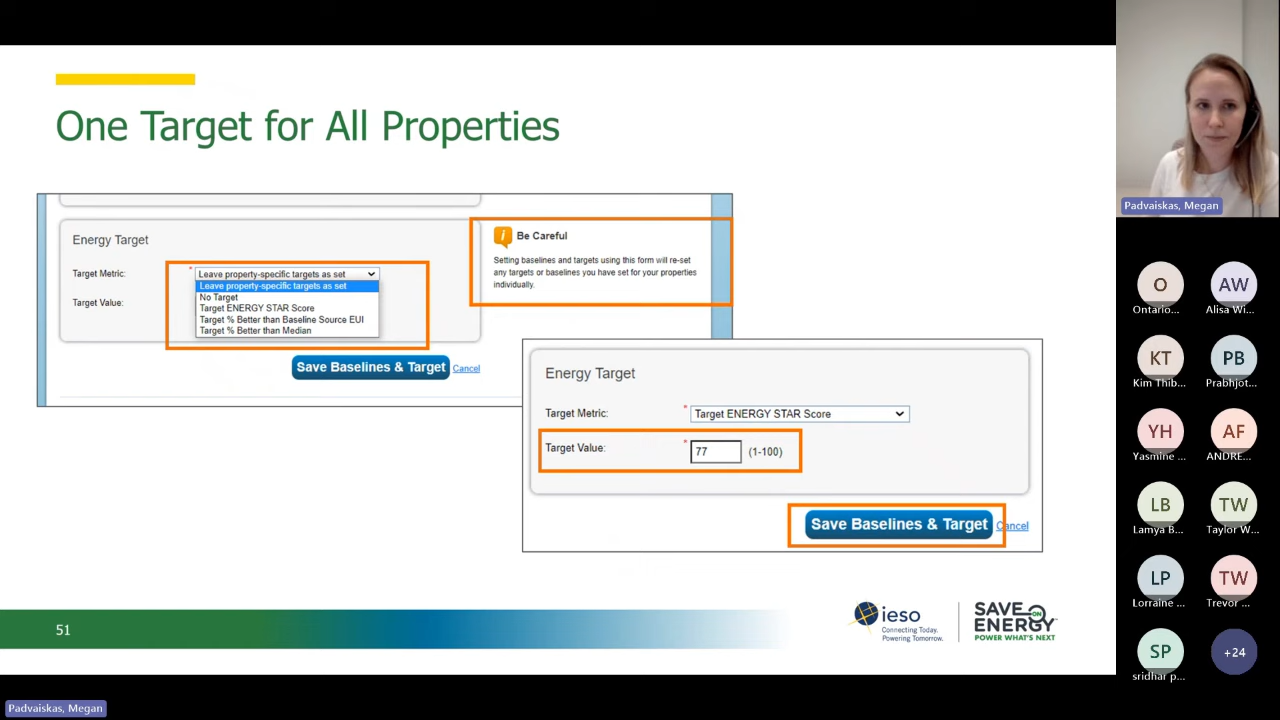 One Target for All Properties
Energy Target
Target Metric:
* Leave property-specific targets as set
Leave property-specific targets as set
No Target
Target ENERGY STAR Score
Target % Better than Baseline Source EUI
Target % Better than Median
Target Value:
Save Baselines & Target Cancel
Be Careful
Setting baselines and targets using this form will re-set
any targets or baselines you have set for your properties
individually.
Energy Target
Target Metric: * Target ENERGY STAR Score
Target Value: * 77 (1-100)
Save Baselines & Target Cancel
51
ieso
Connecting Today.
Powering Tomorrow.
SAVE ON
ENERGY
POWER WHAT'S NEXT
Padvaiskas, Megan
O
Ontario...
AW
Alisa Wi...
KT
Kim Thib...
PB
Prabhjot...
YH
Yasmine ...
AF
ANDRE...
LB
Lamya B...
TW
Taylor W...
LP
Lorraine ...
TW
Trevor ...
SP
sridhar p...
+24
Padvaiskas, Megan